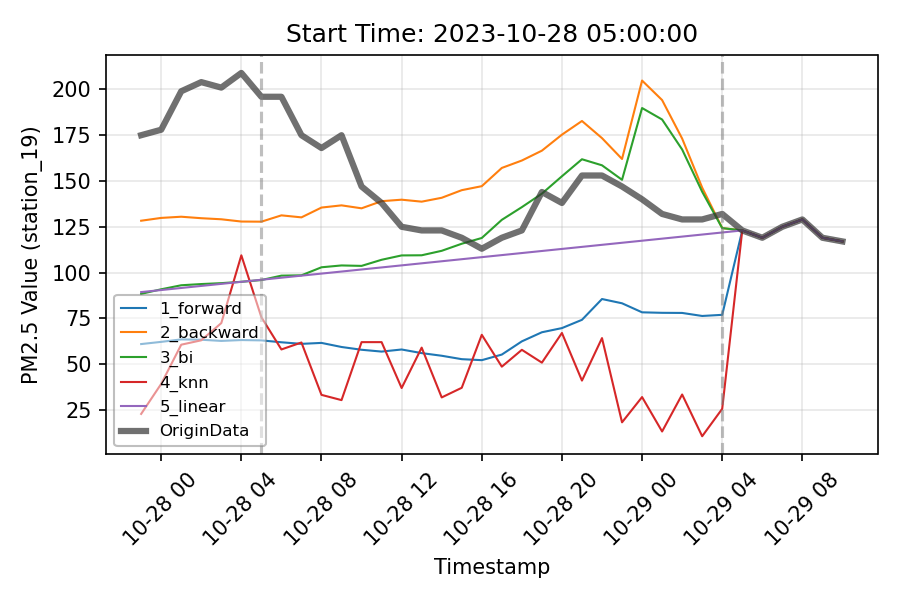 Start Time: 2023-10-28 05:00:00
PM2.5 Value (station_19)
200
175
150
125
100
75
50
25
1_forward
2_backward
3_bi
4_knn
5_linear
OriginData
10-28 00
10-28 04
10-28 08
10-28 12
10-28 16
10-28 20
10-29 00
10-29 04
10-29 08
Timestamp